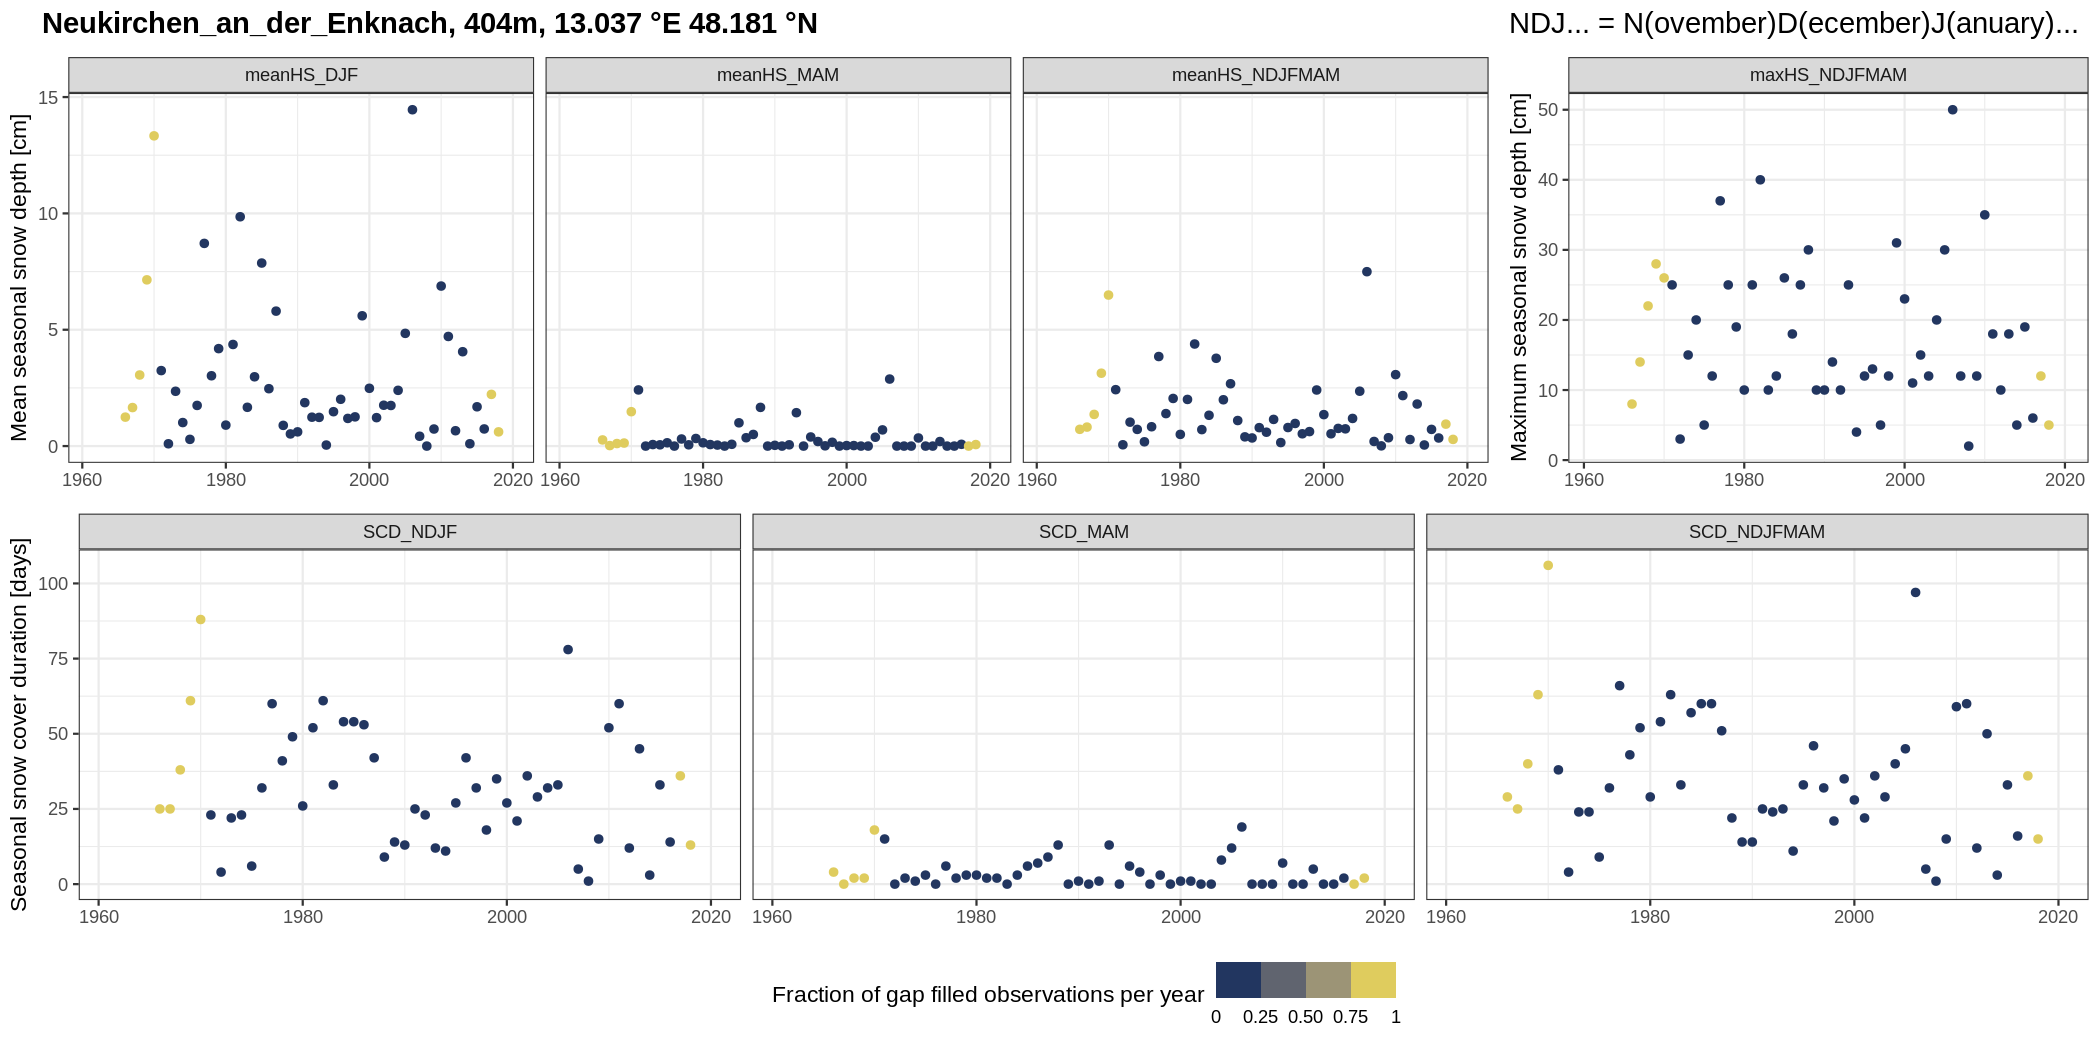 Neukirchen_an_der_Enknach, 404m, 13.037 °E 48.181 °N
NDJ... = N(ovember)D(ecember)J(anuary)...
meanHS_DJF
meanHS_MAM
meanHS_NDJFMAM
maxHS_NDJFMAM
Mean seasonal snow depth [cm]
15
10
5
0
1960 1980 2000 2020
1960 1980 2000 2020
1960 1980 2000 2020
Maximum seasonal snow depth [cm]
50
40
30
20
10
0
1960 1980 2000 2020
SCD_NDJF
SCD_MAM
SCD_NDJFMAM
Seasonal snow cover duration [days]
100
75
50
25
0
1960 1980 2000 2020
1960 1980 2000 2020
1960 1980 2000 2020
Fraction of gap filled observations per year
0 0.25 0.50 0.75 1